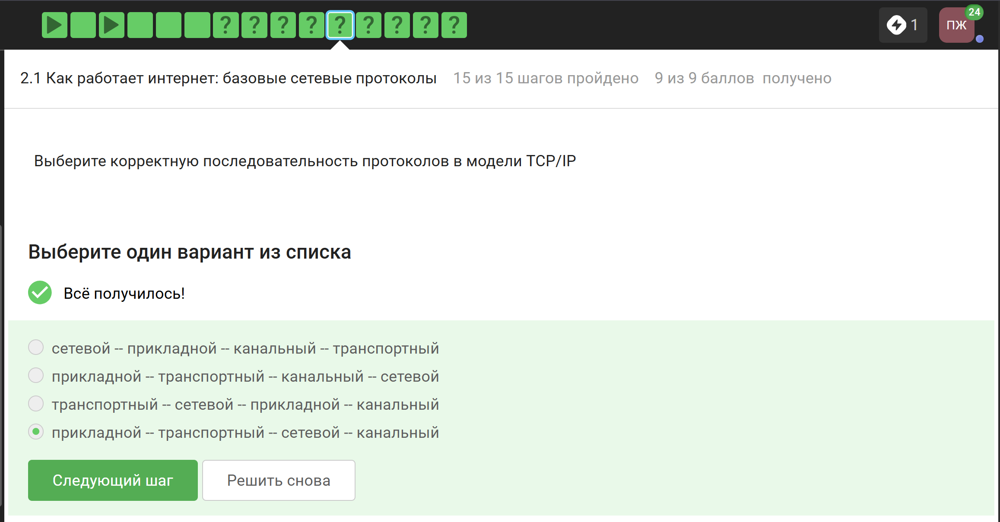 ? ? ? ? ? ? ? ? ?
1
ПЖ
24
2.1 Как работает интернет: базовые сетевые протоколы 15 из 15 шагов пройдено 9 из 9 баллов получено
Выберите корректную последовательность протоколов в модели TCP/IP
Выберите один вариант из списка
Всё получилось!
сетевой -- прикладной -- канальный -- транспортный
прикладной -- транспортный -- канальный -- сетевой
транспортный -- сетевой -- прикладной -- канальный
прикладной -- транспортный -- сетевой -- канальный
Следующий шаг
Решить снова